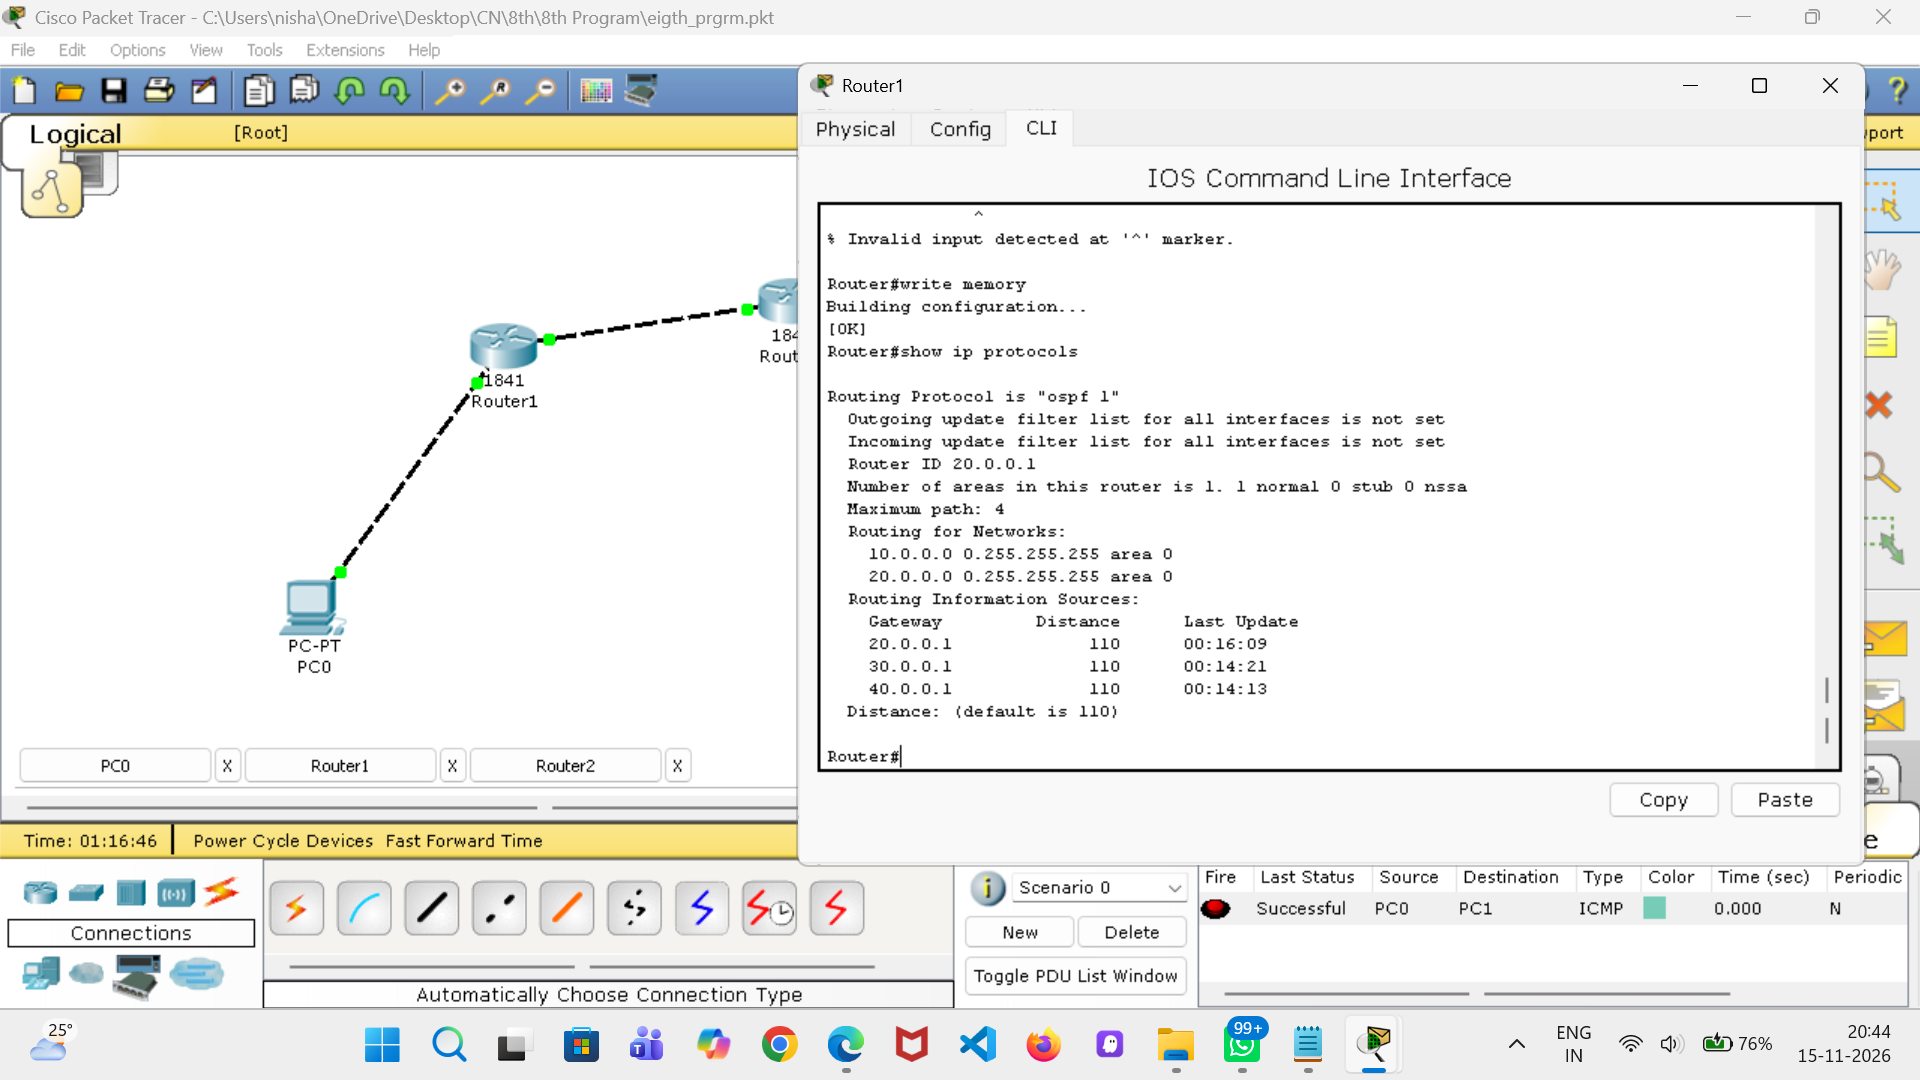 Cisco Packet Tracer - C:\Users\nisha\OneDrive\Desktop\CN\8th\8th Program\eigth_prgrm.pkt
File Edit Options View Tools Extensions Help
Logical
[Root]
1841
Router1
184
Rout
PC-PT
PC0
PC0 X Router1 X Router2 X
Time: 01:16:46 Power Cycle Devices Fast Forward Time
Connections
Automatically Choose Connection Type
Router1
Physical Config CLI
IOS Command Line Interface
^
% Invalid input detected at '^' marker.
Router#write memory
Building configuration...
[OK]
Router#show ip protocols
Routing Protocol is "ospf 1"
Outgoing update filter list for all interfaces is not set
Incoming update filter list for all interfaces is not set
Router ID 20.0.0.1
Number of areas in this router is 1. 1 normal 0 stub 0 nssa
Maximum path: 4
Routing for Networks:
10.0.0.0 0.255.255.255 area 0
20.0.0.0 0.255.255.255 area 0
Routing Information Sources:
Gateway Distance Last Update
20.0.0.1 110 00:16:09
30.0.0.1 110 00:14:21
40.0.0.1 110 00:14:13
Distance: (default is 110)
Router#
Copy Paste
port
e
Scenario 0
New Delete
Toggle PDU List Window
Fire Last Status Source Destination Type Color Time (sec) Periodic
Successful PC0 PC1 ICMP 0.000 N
25°
99+
ENG
IN
76%
20:44
15-11-2026